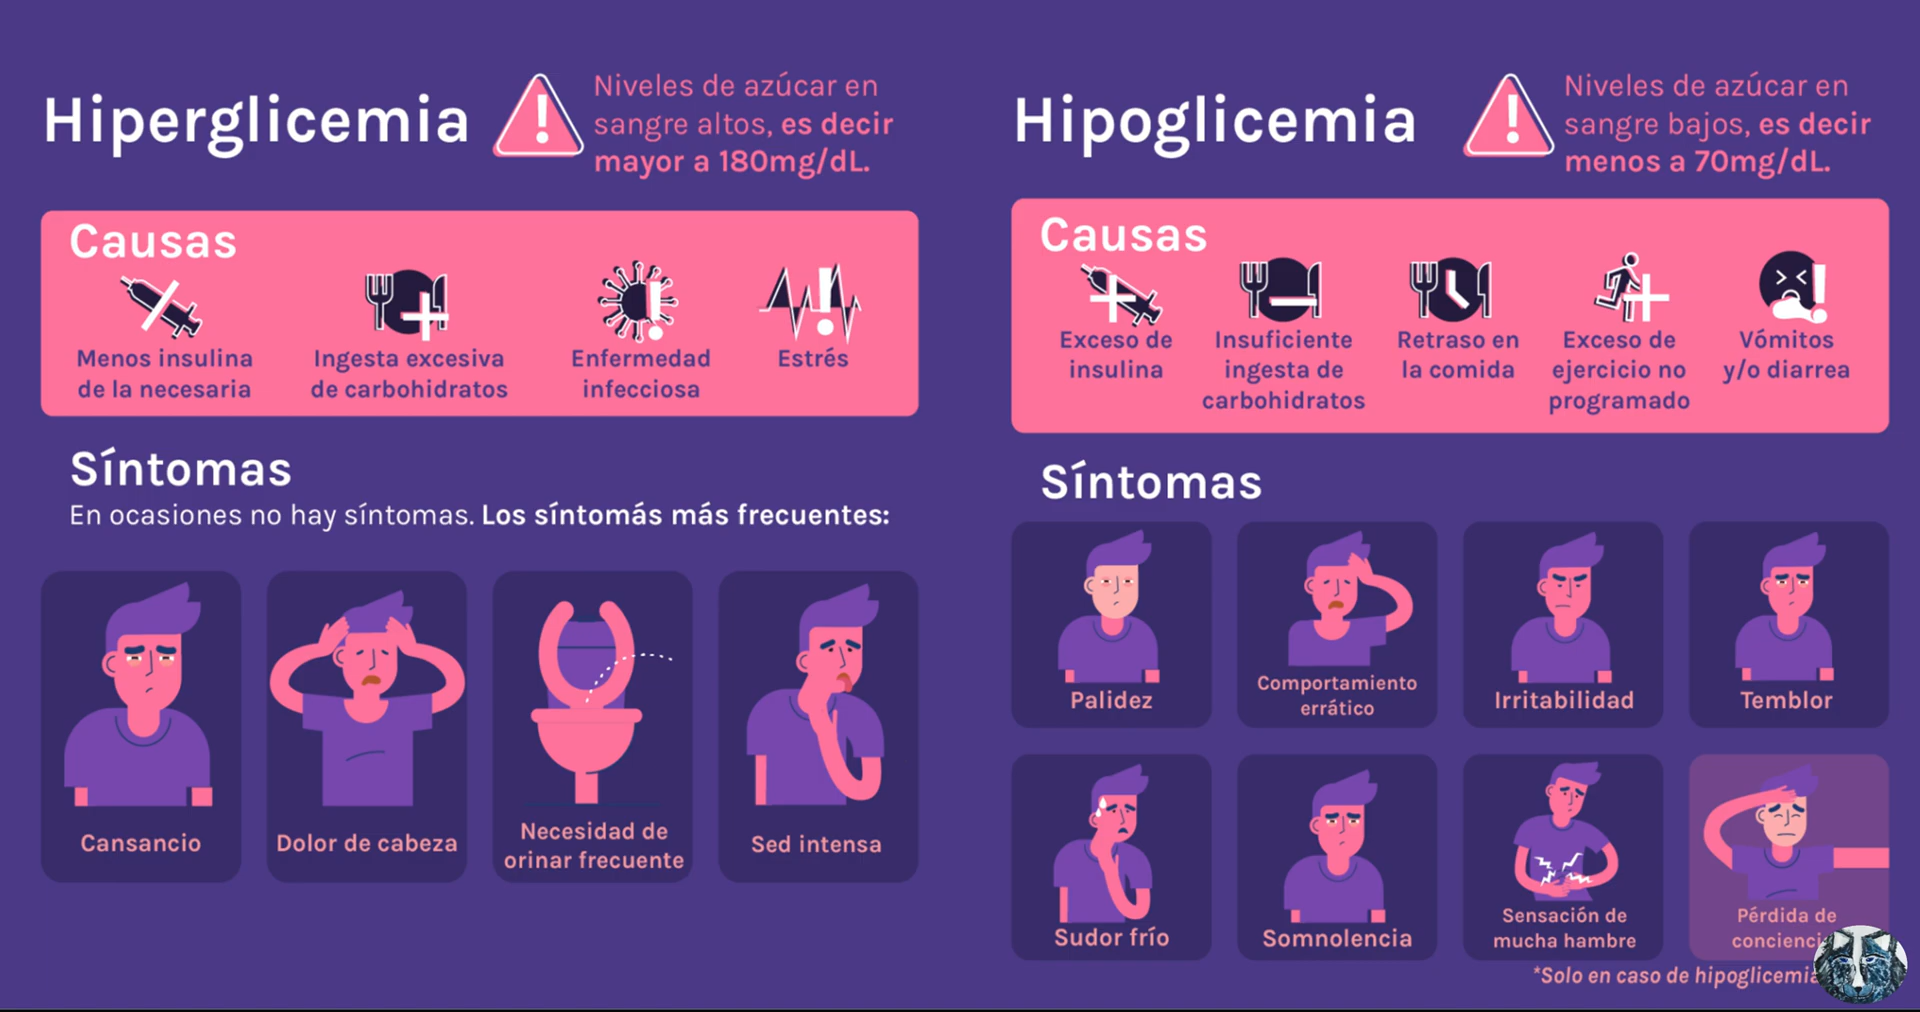 Hiperglicemia
Niveles de azúcar en
sangre altos, es decir
mayor a 180mg/dL.
Causas
Menos insulina
de la necesaria
Ingesta excesiva
de carbohidratos
Enfermedad
infecciosa
Estrés
Síntomas
En ocasiones no hay síntomas. Los síntomás más frecuentes:
Cansancio
Dolor de cabeza
Necesidad de
orinar frecuente
Sed intensa
Hipoglicemia
Niveles de azúcar en
sangre bajos, es decir
menos a 70mg/dL.
Causas
Exceso de
insulina
Insuficiente
ingesta de
carbohidratos
Retraso en
la comida
Exceso de
ejercicio no
programado
Vómitos
y/o diarrea
Síntomas
Palidez
Comportamiento
errático
Irritabilidad
Temblor
Sudor frío
Somnolencia
Sensación de
mucha hambre
Pérdida de
*Solo en caso de